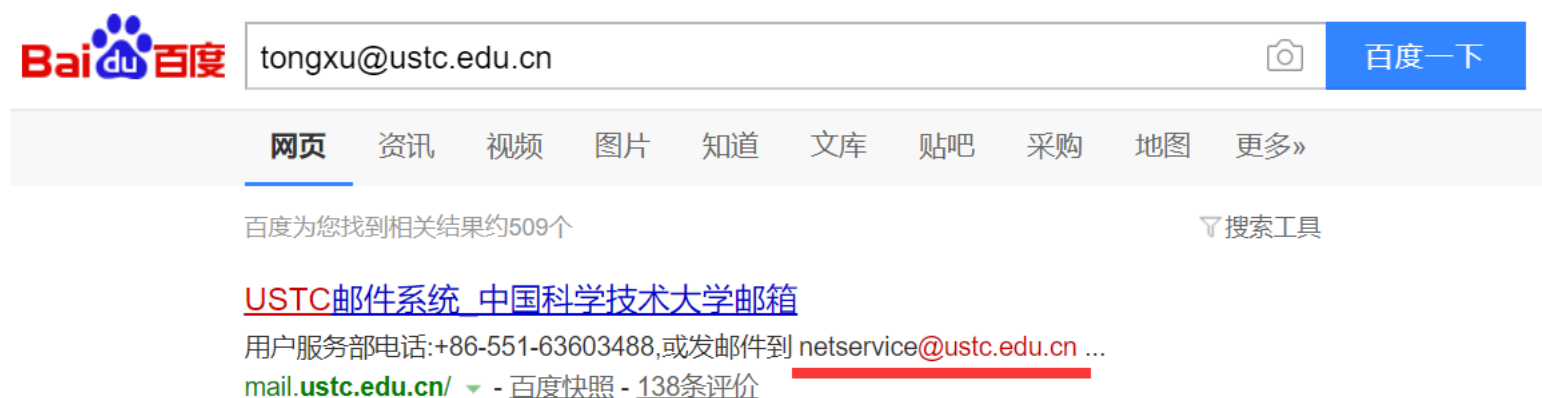 Bai du 百度 tongxu@ustc.edu.cn 百度一下
网页 资讯 视频 图片 知道 文库 贴吧 采购 地图 更多»
百度为您找到相关结果约509个 搜索工具
USTC邮件系统_中国科学技术大学邮箱
用户服务部电话:+86-551-63603488,或发邮件到 netservice@ustc.edu.cn ...
mail.ustc.edu.cn/ - 百度快照 - 138条评价